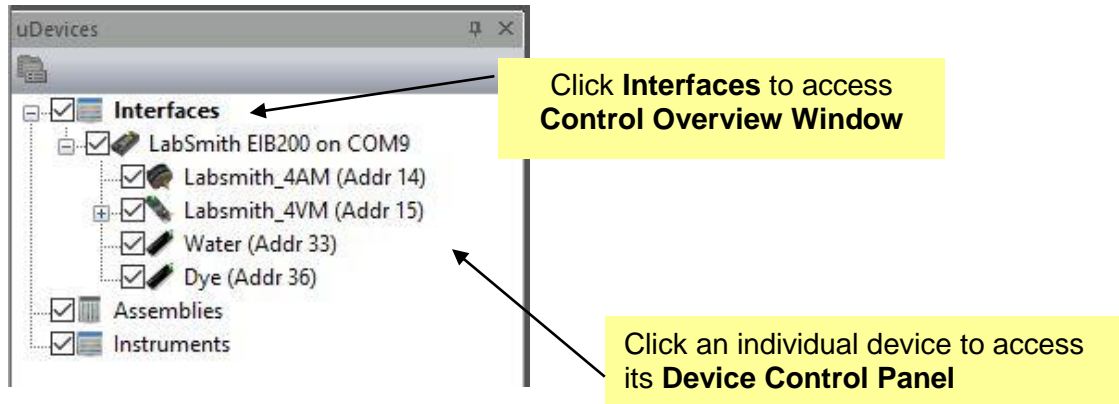 uDevices
Click Interfaces to access
Control Overview Window
Interfaces
LabSmith EIB200 on COM9
Labsmith_4AM (Addr 14)
Labsmith_4VM (Addr 15)
Water (Addr 33)
Dye (Addr 36)
Assemblies
Instruments
Click an individual device to access
its Device Control Panel